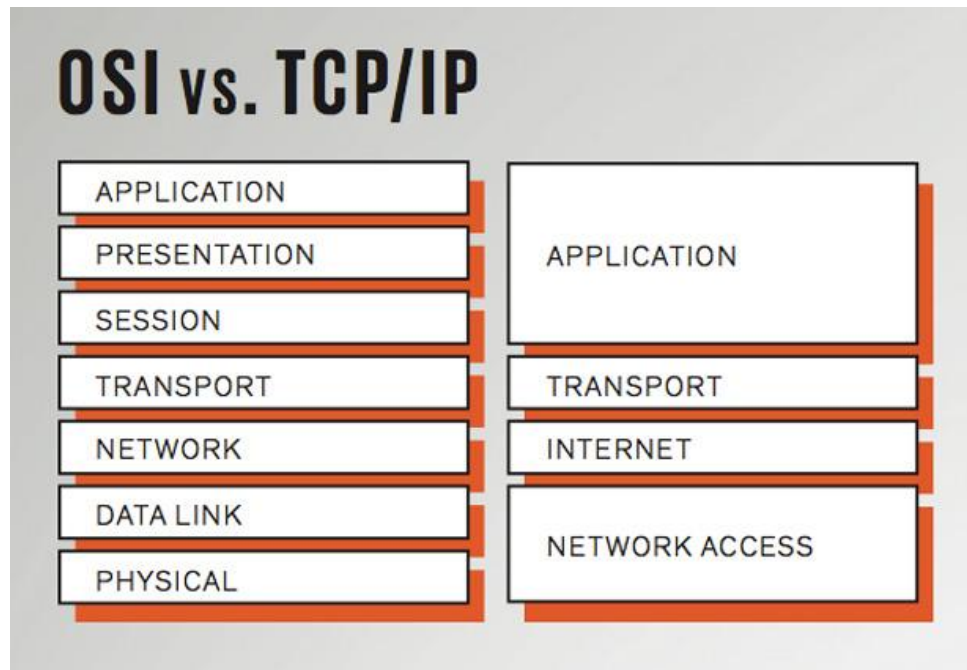 OSI vs. TCP/IP
APPLICATION
PRESENTATION
SESSION
TRANSPORT
NETWORK
DATA LINK
PHYSICAL
APPLICATION
TRANSPORT
INTERNET
NETWORK ACCESS